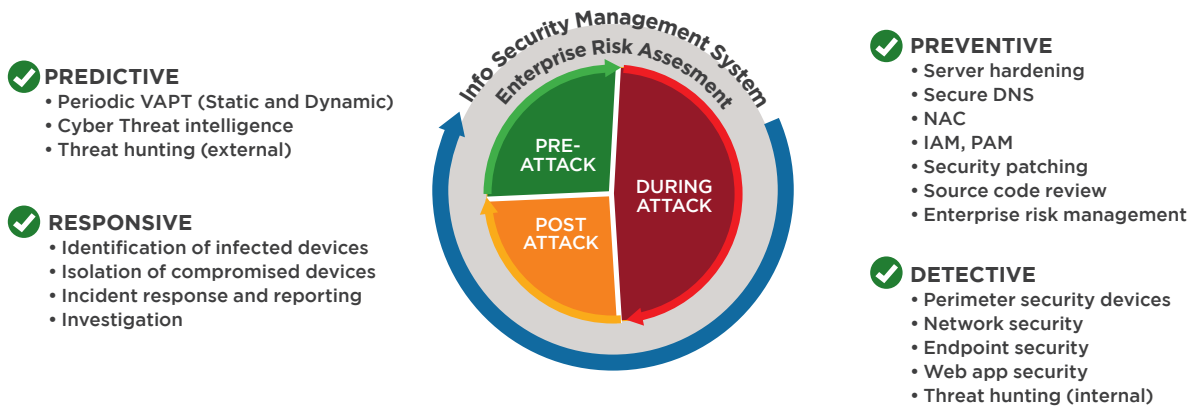 PREDICTIVE
• Periodic VAPT (Static and Dynamic)
• Cyber Threat intelligence
• Threat hunting (external)
RESPONSIVE
• Identification of infected devices
• Isolation of compromised devices
• Incident response and reporting
• Investigation
Info Security Management System
Enterprise Risk Assesment
PRE-
ATTACK
DURING
ATTACK
POST
ATTACK
PREVENTIVE
• Server hardening
• Secure DNS
• NAC
• IAM, PAM
• Security patching
• Source code review
• Enterprise risk management
DETECTIVE
• Perimeter security devices
• Network security
• Endpoint security
• Web app security
• Threat hunting (internal)